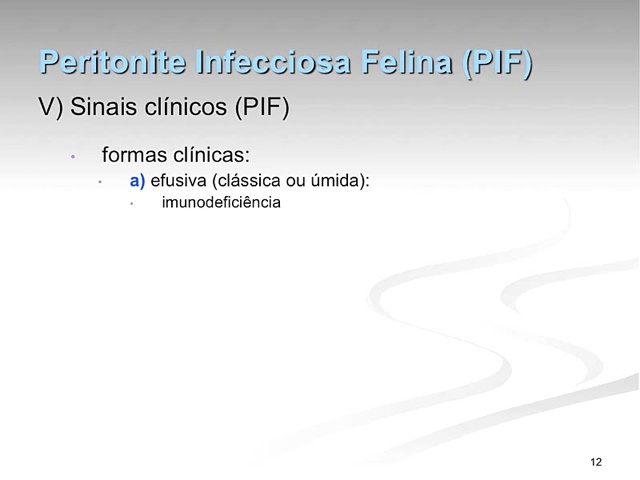 Peritonite Infecciosa Felina (PIF)
V) Sinais clínicos (PIF)
• formas clínicas:
• a) efusiva (clássica ou úmida):
• imunodeficiência
12